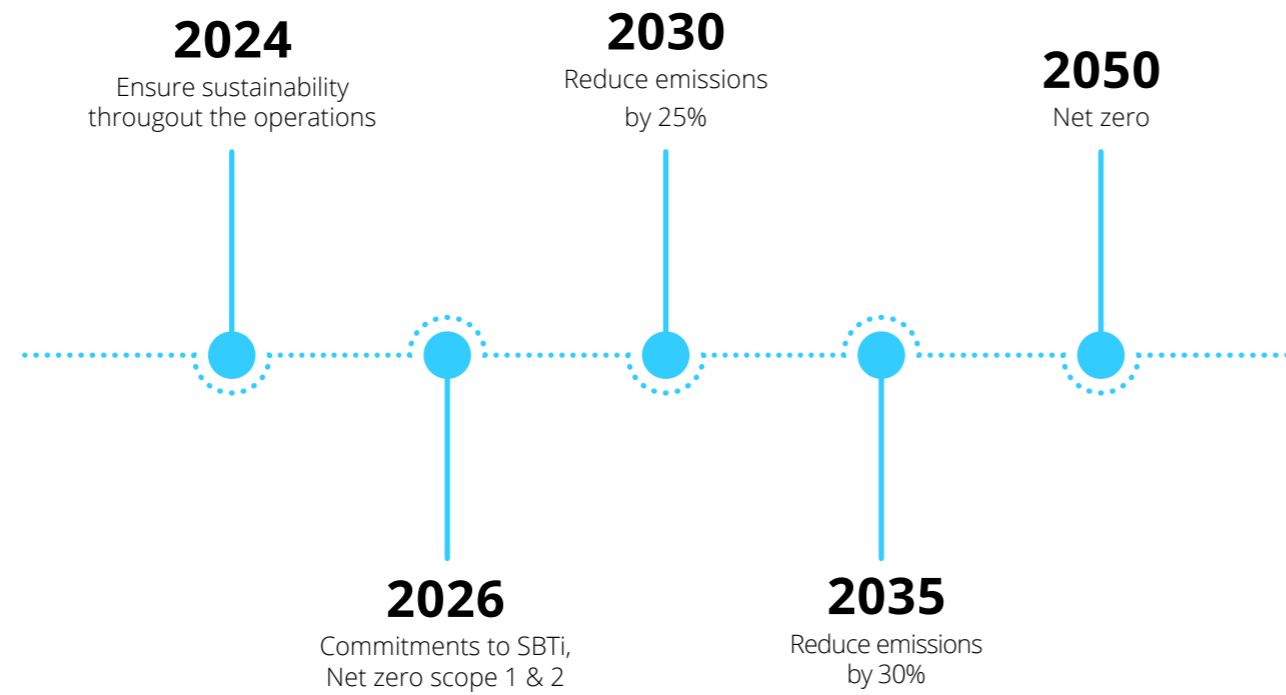 2024
Ensure sustainability
througout the operations
2026
Commitments to SBTi,
Net zero scope 1 & 2
2030
Reduce emissions
by 25%
2035
Reduce emissions
by 30%
2050
Net zero